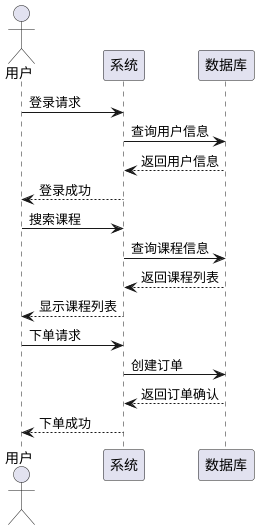 用户
系统
数据库
登录请求
查询用户信息
返回用户信息
登录成功
搜索课程
查询课程信息
返回课程列表
显示课程列表
下单请求
创建订单
返回订单确认
下单成功
用户
系统
数据库